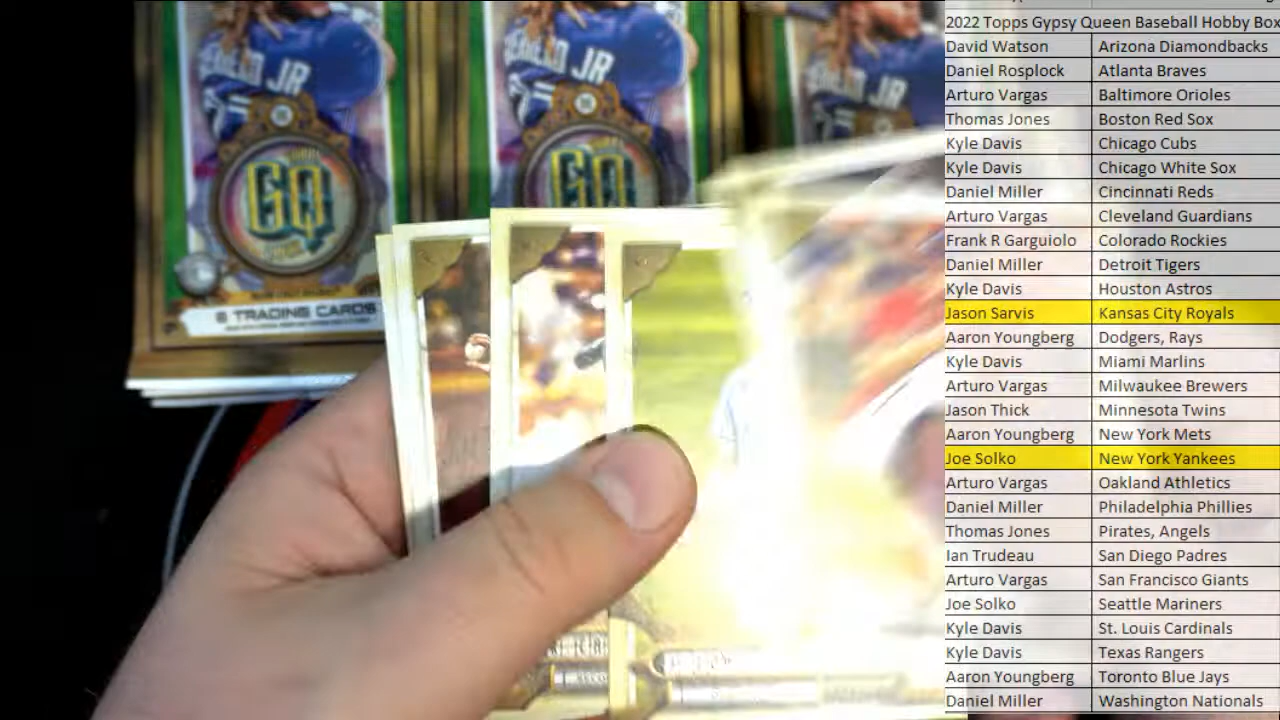 2022 Topps Gypsy Queen Baseball Hobby Box
David Watson Arizona Diamondbacks
Daniel Rosplock Atlanta Braves
Arturo Vargas Baltimore Orioles
Thomas Jones Boston Red Sox
Kyle Davis Chicago Cubs
Kyle Davis Chicago White Sox
Daniel Miller Cincinnati Reds
Arturo Vargas Cleveland Guardians
Frank R Garguiolo Colorado Rockies
Daniel Miller Detroit Tigers
Kyle Davis Houston Astros
Jason Sarvis Kansas City Royals
Aaron Youngberg Dodgers, Rays
Kyle Davis Miami Marlins
Arturo Vargas Milwaukee Brewers
Jason Thick Minnesota Twins
Aaron Youngberg New York Mets
Joe Solko New York Yankees
Arturo Vargas Oakland Athletics
Daniel Miller Philadelphia Phillies
Thomas Jones Pirates, Angels
Ian Trudeau San Diego Padres
Arturo Vargas San Francisco Giants
Joe Solko Seattle Mariners
Kyle Davis St. Louis Cardinals
Kyle Davis Texas Rangers
Aaron Youngberg Toronto Blue Jays
Daniel Miller Washington Nationals
JR
GQ
TRADING CARDS
JR
GQ
JR